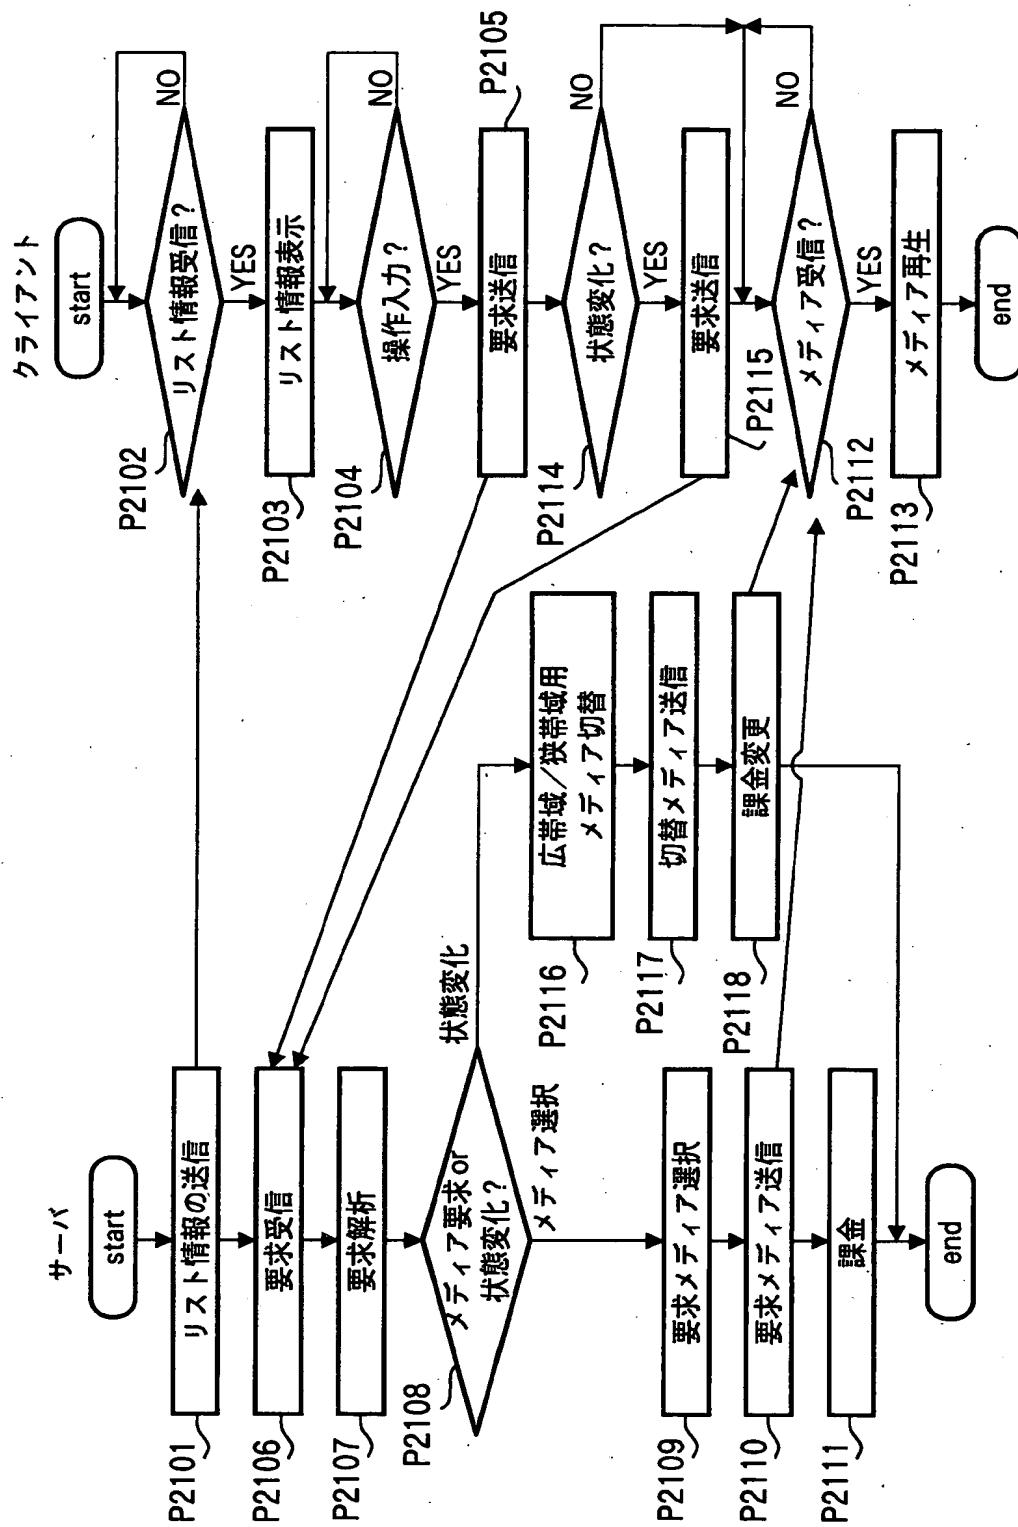 サーバ
start
リスト情報の送信
P2101
要求受信
P2106
要求解析
P2107
メディア要求or
状態変化？
P2108
状態変化
メディア選択
要求メディア選択
P2109
要求メディア送信
P2110
課金
P2111
end
広帯域／狭帯域用
メディア切替
P2116
切替メディア送信
P2117
課金変更
P2118
クライアント
start
リスト情報受信？
P2102
NO
YES
リスト情報表示
P2103
操作入力？
P2104
NO
YES
要求送信
P2105
状態変化？
P2114
NO
YES
要求送信
P2115
メディア受信？
P2112
NO
YES
メディア再生
P2113
end